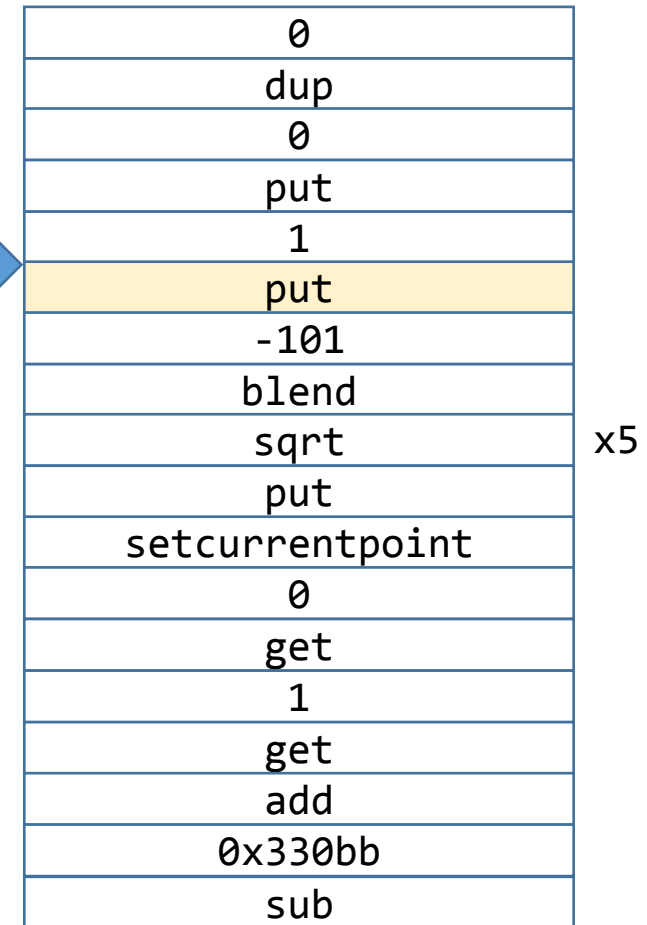 0
dup
0
put
1
put
-101
blend
sqrt x5
put
setcurrentpoint
0
get
1
get
add
0x330bb
sub